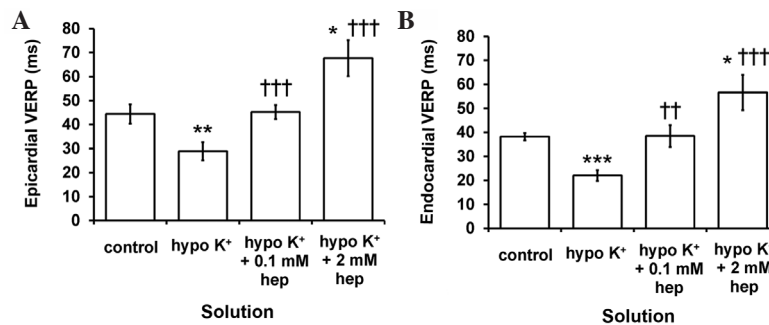 A
Epicardial VERP (ms)
80
70
60
50
40
30
20
10
0
**
†††
* †††
control
hypo K⁺
hypo K⁺
+ 0.1 mM
hep
hypo K⁺
+ 2 mM
hep
Solution
B
Endocardial VERP (ms)
80
70
60
50
40
30
20
10
0
***
††
* †††
control
hypo K⁺
hypo K⁺
+ 0.1 mM
hep
hypo K
+ 2 mM
hep
Solution